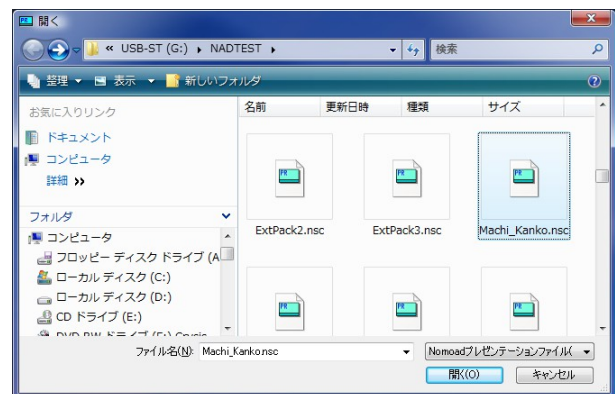 開く
« USB-ST (G:) ▸ NADTEST ▸
検索
整理 表示 新しいフォルダ
お気に入りリンク
ドキュメント
コンピュータ
詳細 »
フォルダ
コンピュータ
フロッピー ディスク ドライブ (A
ローカル ディスク (C:)
ローカル ディスク (D:)
CD ドライブ (E:)
名前 更新日時 種類 サイズ
PR PR PR
ExtPack2.nsc ExtPack3.nsc Machi_Kanko.nsc
PR PR PR
ファイル名(N): Machi_Kanko.nsc
Nomoadプレゼンテーションファイル(
開く(O) キャンセル